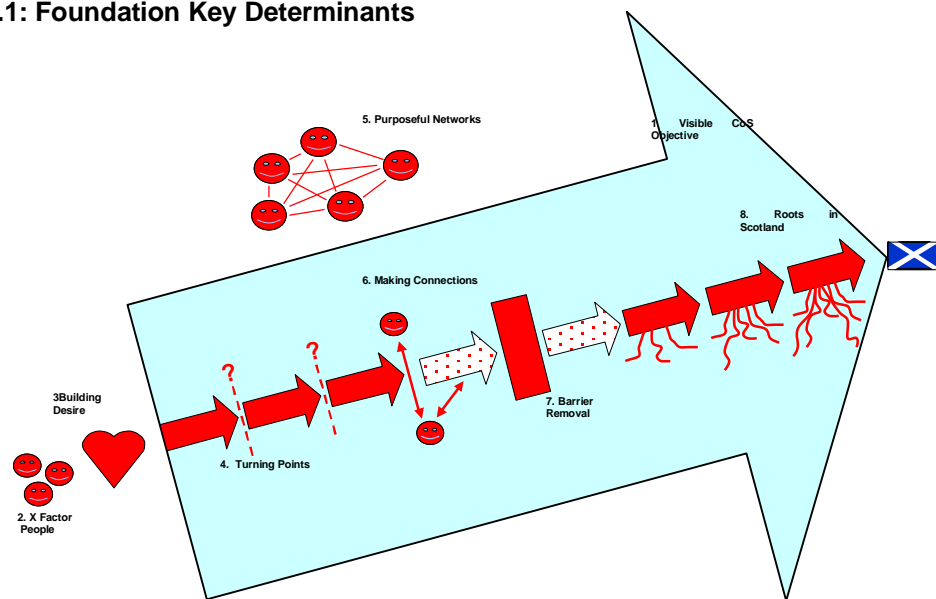 .1: Foundation Key Determinants
5. Purposeful Networks
1. Visible CoS
Objective
8. Roots in
Scotland
6. Making Connections
?
?
3Building
Desire
7. Barrier
Removal
4. Turning Points
2. X Factor
People